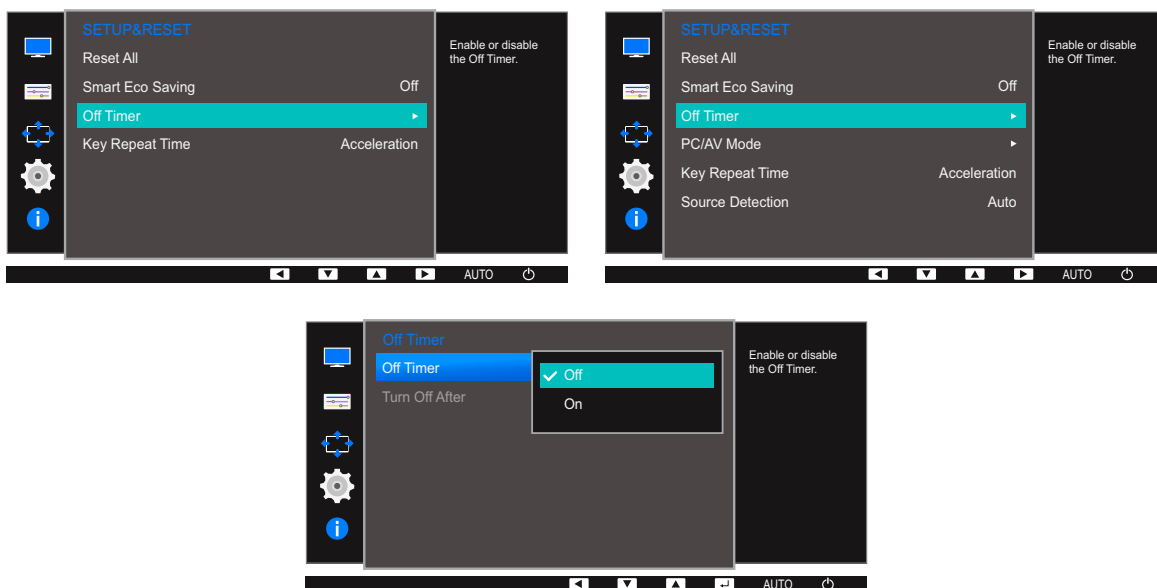 SETUP&RESET
Reset All
Smart Eco Saving Off
Off Timer
Key Repeat Time Acceleration
Enable or disable
the Off Timer.
i
AUTO
SETUP&RESET
Reset All
Smart Eco Saving Off
Off Timer
PC/AV Mode
Key Repeat Time Acceleration
Source Detection Auto
Enable or disable
the Off Timer.
i
AUTO
Off Timer
Off Timer
Turn Off After
Off
On
Enable or disable
the Off Timer.
i
AUTO